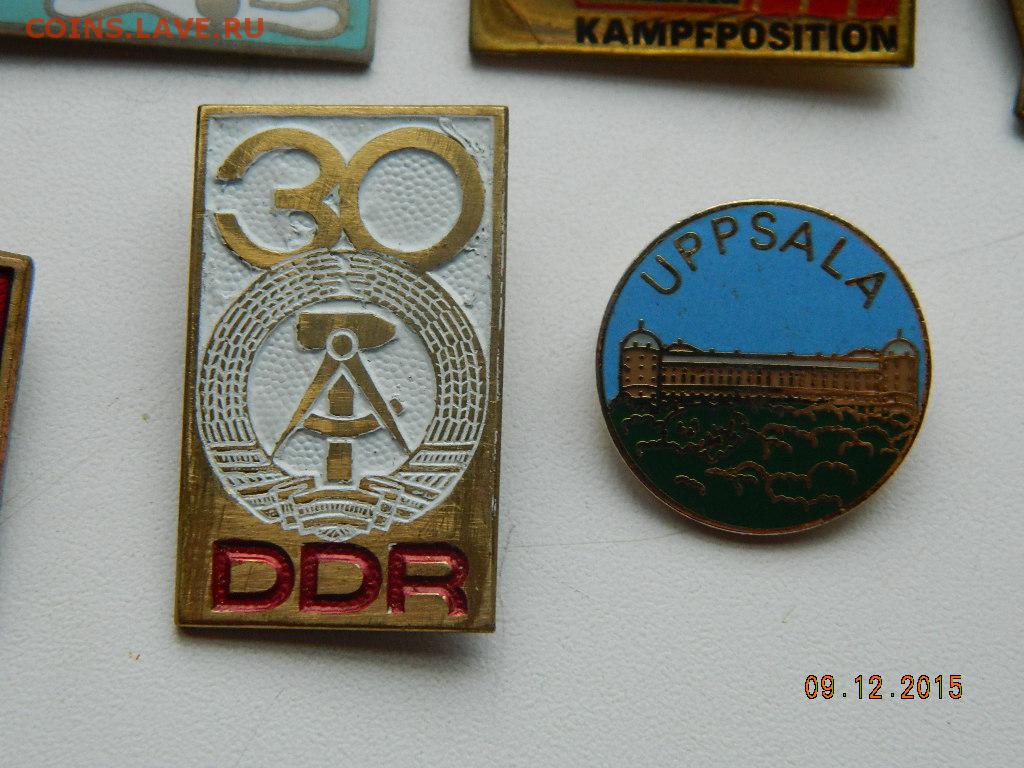 COINS.LAVE.RU
KAMPFPOSITION
30
UPPSALA
DDR
09.12.2015